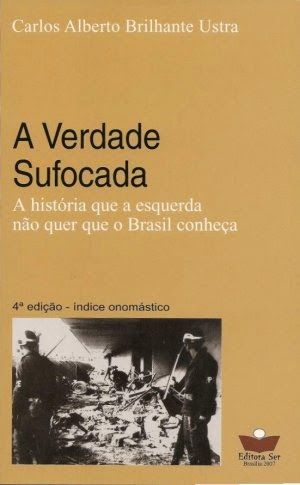 Carlos Alberto Brilhante Ustra
A Verdade
Sufocada
A história que a esquerda
não quer que o Brasil conheça
4ª edição - índice onomástico
Editora Ser
Brasília 2007